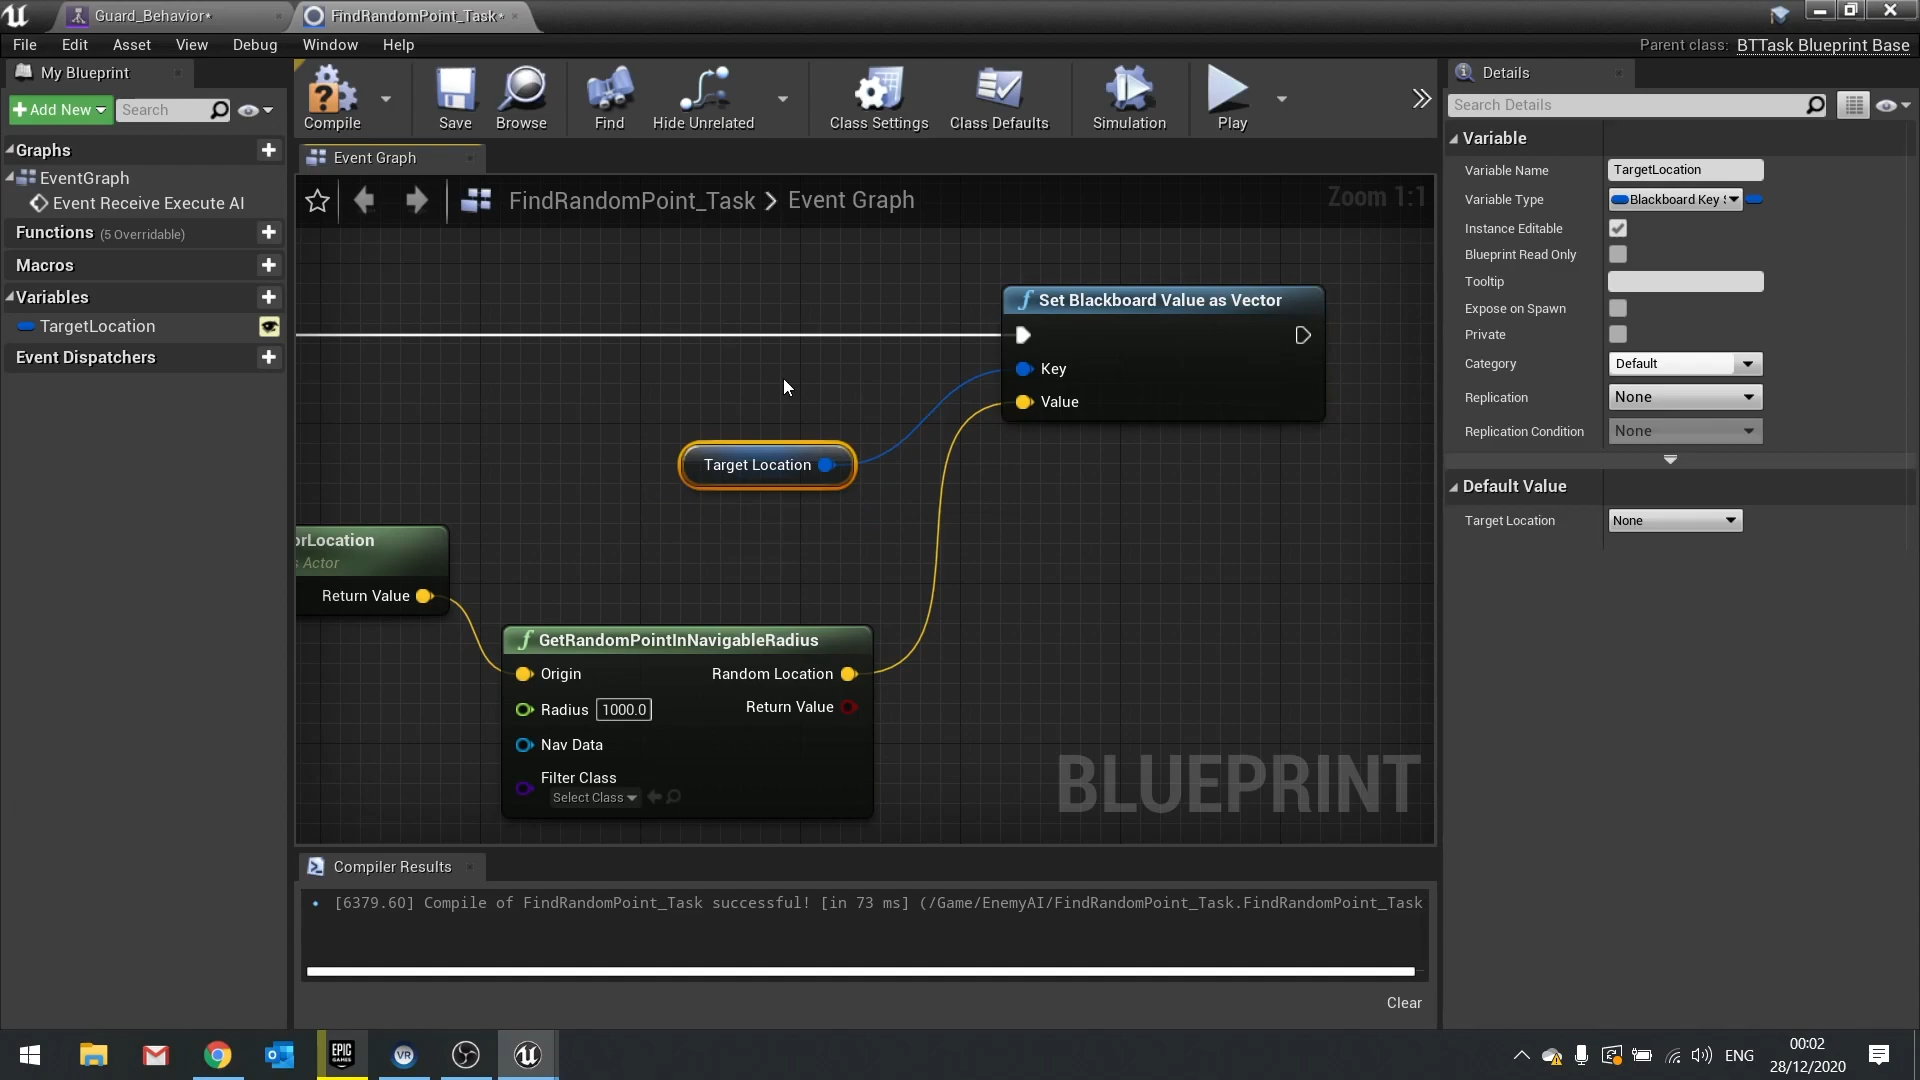 Guard_Behavior*
FindRandomPoint_Task*
File Edit Asset View Debug Window Help
Parent class: BTTask Blueprint Base
My Blueprint
Add New
Search
Graphs
EventGraph
Event Receive Execute AI
Functions (5 Overridable)
Macros
Variables
TargetLocation
Event Dispatchers
Compile
Save
Browse
Find
Hide Unrelated
Class Settings
Class Defaults
Simulation
Play
Event Graph
FindRandomPoint_Task > Event Graph
Zoom 1:1
Set Blackboard Value as Vector
Key
Value
Target Location
orLocation
s Actor
Return Value
GetRandomPointInNavigableRadius
Origin
Random Location
Radius 1000.0
Return Value
Nav Data
Filter Class
Select Class
BLUEPRINT
Compiler Results
[6379.60] Compile of FindRandomPoint_Task successful! [in 73 ms] (/Game/EnemyAI/FindRandomPoint_Task.FindRandomPoint_Task
Clear
Details
Search Details
Variable
Variable Name TargetLocation
Variable Type Blackboard Key S
Instance Editable
Blueprint Read Only
Tooltip
Expose on Spawn
Private
Category Default
Replication None
Replication Condition None
Default Value
Target Location None
EPIC
GAMES
VR
ENG
00:02
28/12/2020